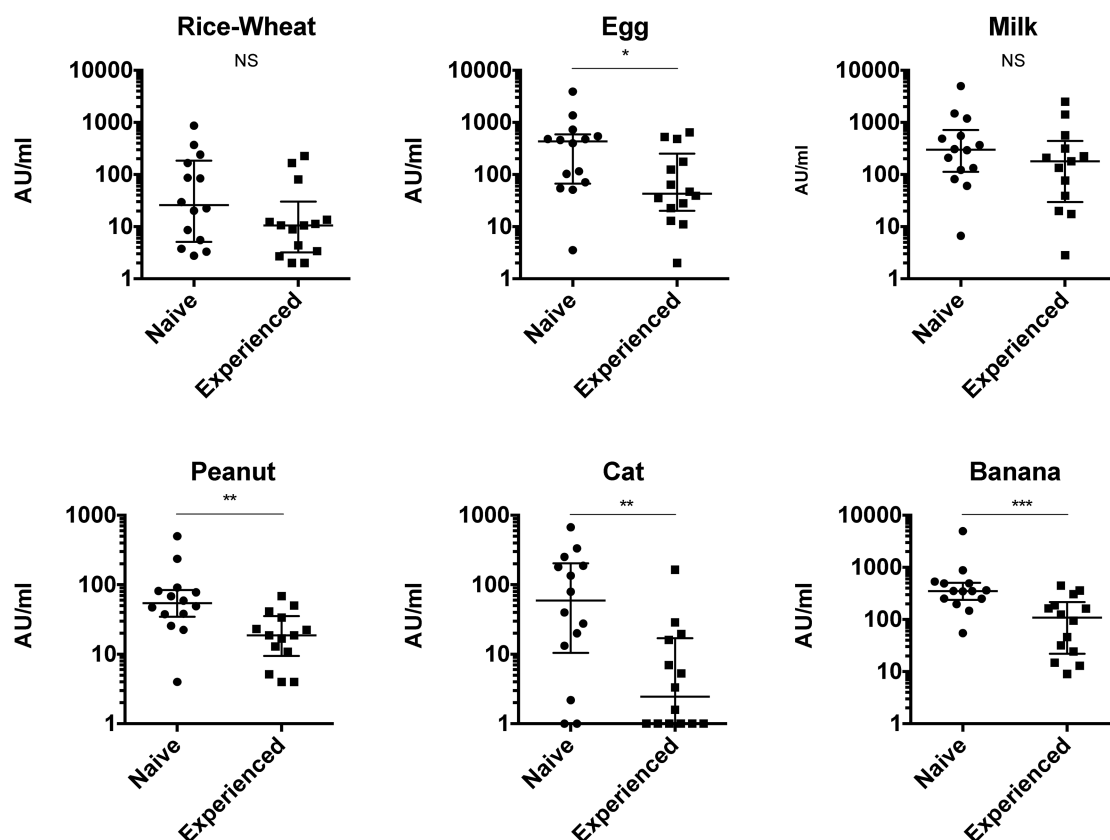 Rice-Wheat
NS
10000
1000
100
10
1
AU/ml
Naive
Experienced
Egg
*
10000
1000
100
10
1
AU/ml
Naive
Experienced
Milk
NS
10000
1000
100
10
1
AU/ml
Naive
Experienced
Peanut
**
1000
100
10
1
AU/ml
Naive
Experienced
Cat
**
1000
100
10
1
AU/ml
Naive
Experienced
Banana
***
10000
1000
100
10
1
AU/ml
Naive
Experienced